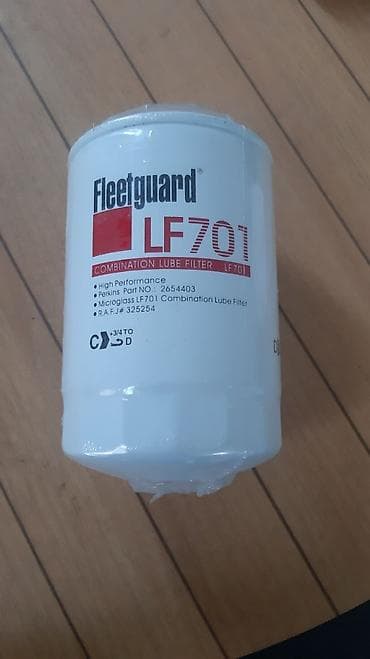 Fleetguard®
LF701
COMBINATION LUBE FILTER LF701
• High Performance
• Perkins Part NO.: 2654403
• Microglass LF701 Combination Lube Filter
• R.A.F.J# 325254
C +3/4 TO
D